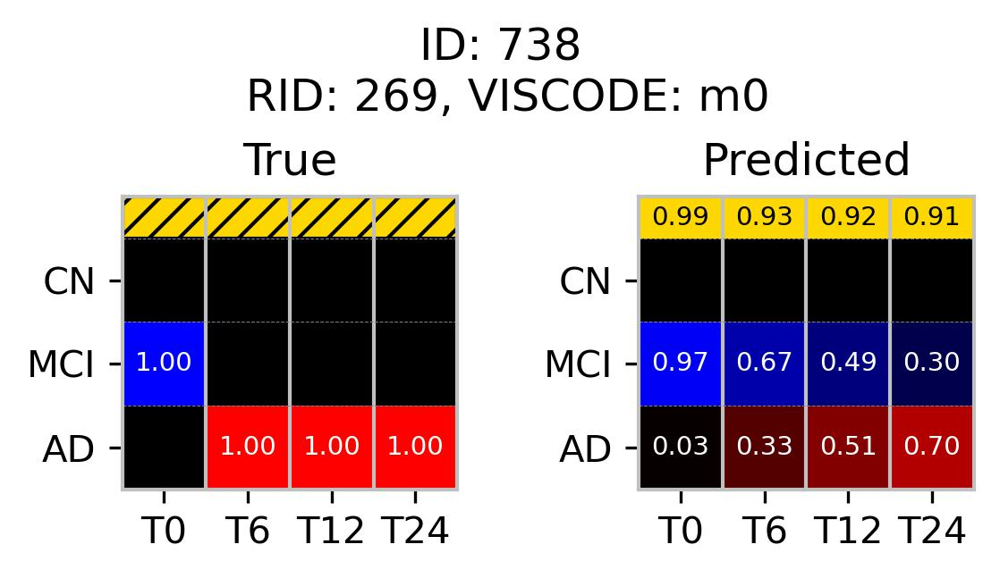 ID: 738
RID: 269, VISCODE: m0
True
Predicted
0.99 0.93 0.92 0.91
CN
CN
MCI 1.00
MCI 0.97 0.67 0.49 0.30
AD 1.00 1.00 1.00
AD 0.03 0.33 0.51 0.70
T0 T6 T12 T24
T0 T6 T12 T24